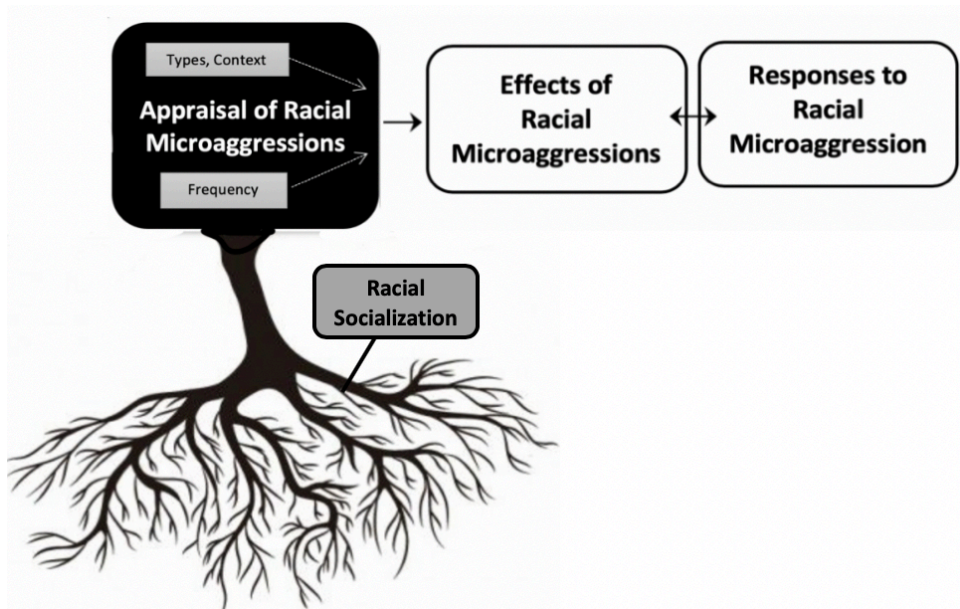 Types, Context
Appraisal of Racial
Microaggressions
Frequency
Effects of
Racial
Microaggressions
Responses to
Racial
Microaggression
Racial
Socialization